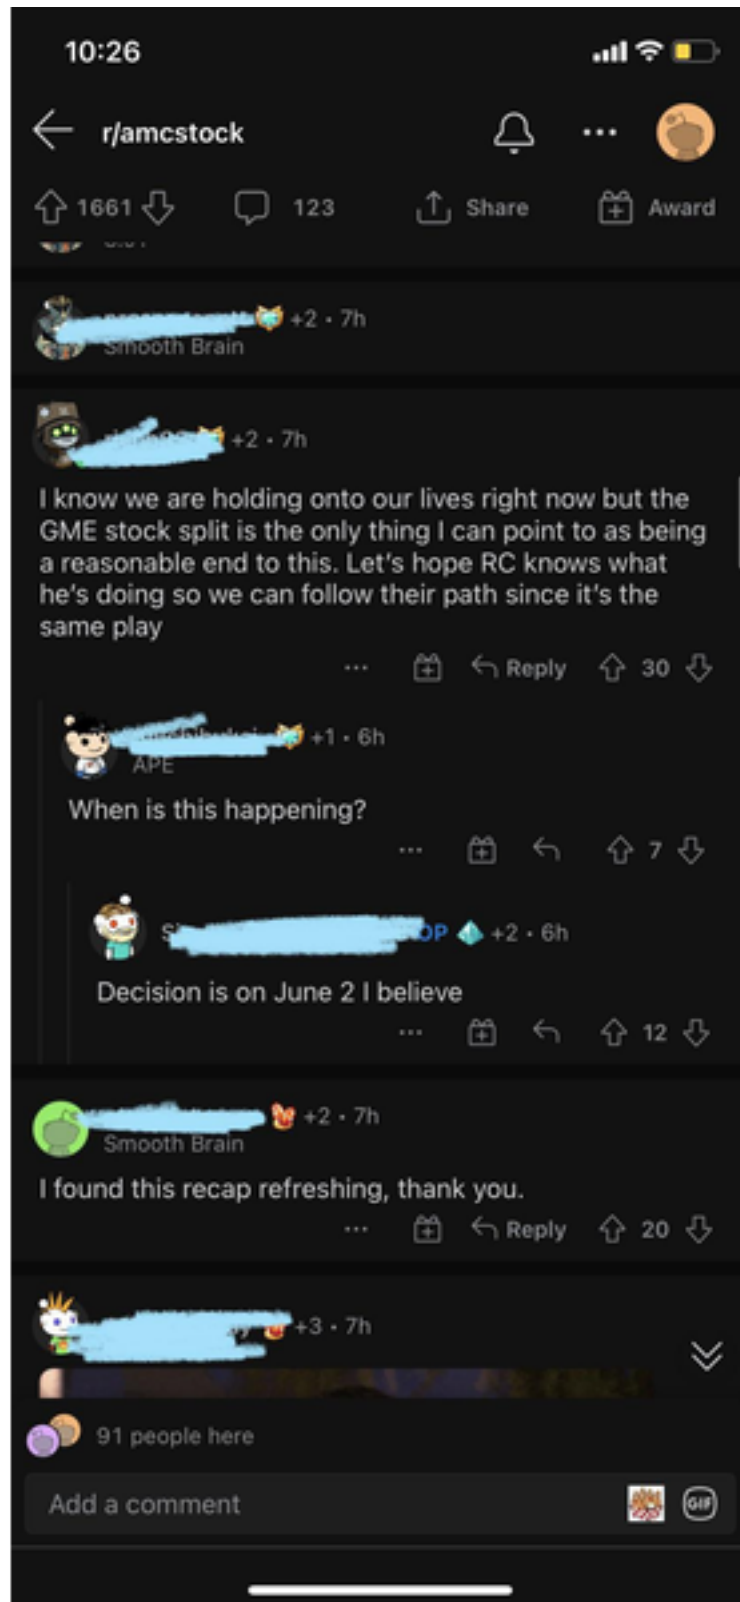 10:26
r/amcstock
1661 123 Share Award
+2 • 7h
Smooth Brain
+2 • 7h
I know we are holding onto our lives right now but the
GME stock split is the only thing I can point to as being
a reasonable end to this. Let's hope RC knows what
he's doing so we can follow their path since it's the
same play
... Reply 30
+1 • 6h
APE
When is this happening?
... 7
OP +2 • 6h
Decision is on June 2 I believe
... 12
+2 • 7h
Smooth Brain
I found this recap refreshing, thank you.
... Reply 20
+3 • 7h
91 people here
Add a comment GIF